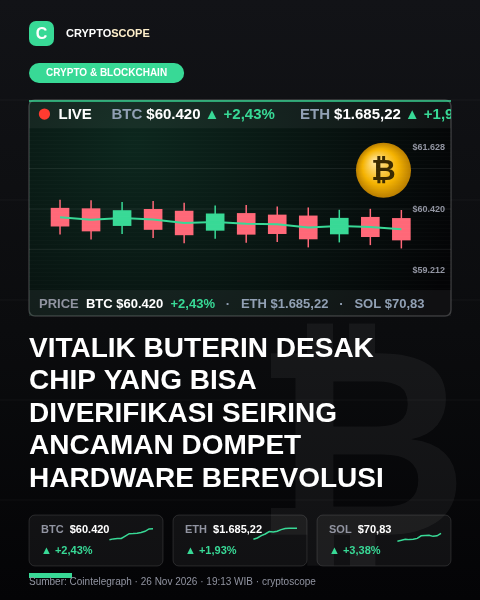 C CRYPTOSCOPE
CRYPTO & BLOCKCHAIN
LIVE BTC $60.420 ▲ +2,43% ETH $1.685,22 ▲ +1,9
$61.628
$60.420
$59.212
PRICE BTC $60.420 +2,43% · ETH $1.685,22 · SOL $70,83
VITALIK BUTERIN DESAK
CHIP YANG BISA
DIVERIFIKASI SEIRING
ANCAMAN DOMPET
HARDWARE BEREVOLUSI
BTC $60.420 ETH $1.685,22 SOL $70,83
▲ +2,43% ▲ +1,93% ▲ +3,38%
Sumber: Cointelegraph · 26 Nov 2026 · 19:13 WIB · cryptoscope